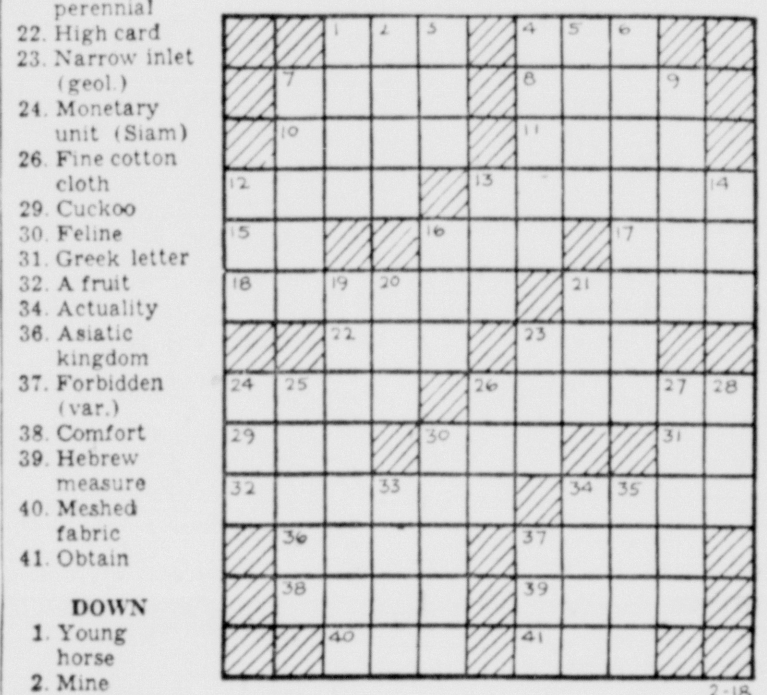 perennial
22. High card
23. Narrow inlet
(geol.)
24. Monetary
unit (Siam)
26. Fine cotton
cloth
29. Cuckoo
30. Feline
31. Greek letter
32. A fruit
34. Actuality
36. Asiatic
kingdom
37. Forbidden
(var.)
38. Comfort
39. Hebrew
measure
40. Meshed
fabric
41. Obtain
DOWN
1. Young
horse
2. Mine
1 2 3 4 5 6
7 8 9
10 11
12 13 14
15 16 17
18 19 20 21
22 23
24 25 26 27 28
29 30 31
32 33 34 35
36 37
38 39
40 41
2-18